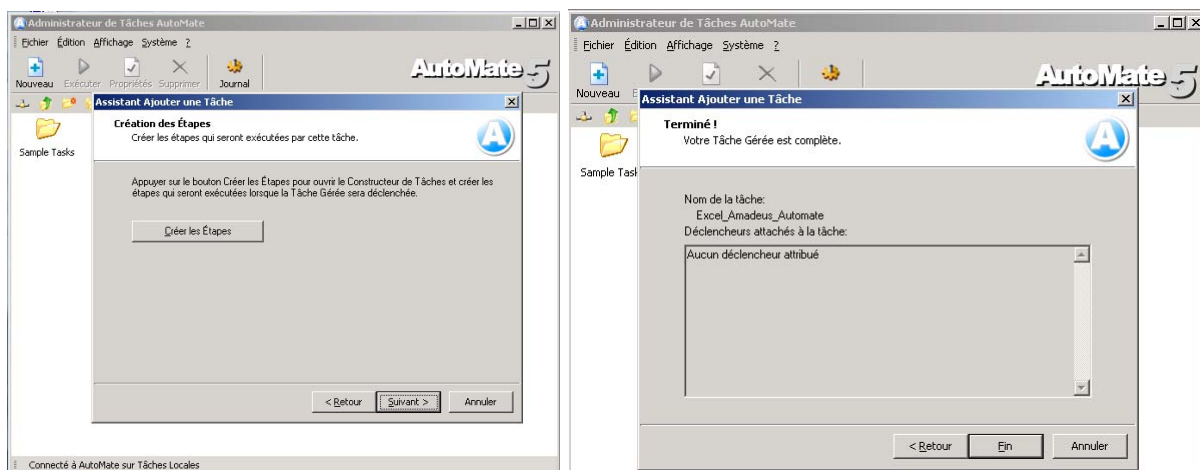 Administrateur de Tâches AutoMate
Fichier Édition Affichage Système ?
Nouveau Exécuter Propriétés Supprimer Journal
AutoMate 5
Sample Tasks
Assistant Ajouter une Tâche
Création des Étapes
Créer les étapes qui seront exécutées par cette tâche.
Appuyer sur le bouton Créer les Étapes pour ouvrir le Constructeur de Tâches et créer les
étapes qui seront exécutées lorsque la Tâche Gérée sera déclenchée.
Créer les Étapes
< Retour Suivant > Annuler
Connecté à AutoMate sur Tâches Locales
Administrateur de Tâches AutoMate
Fichier Édition Affichage Système ?
Nouveau
AutoMate 5
Sample Task
Assistant Ajouter une Tâche
Terminé !
Votre Tâche Gérée est complète.
Nom de la tâche:
Excel_Amadeus_Automate
Déclencheurs attachés à la tâche:
Aucun déclencheur attribué
< Retour Fin Annuler